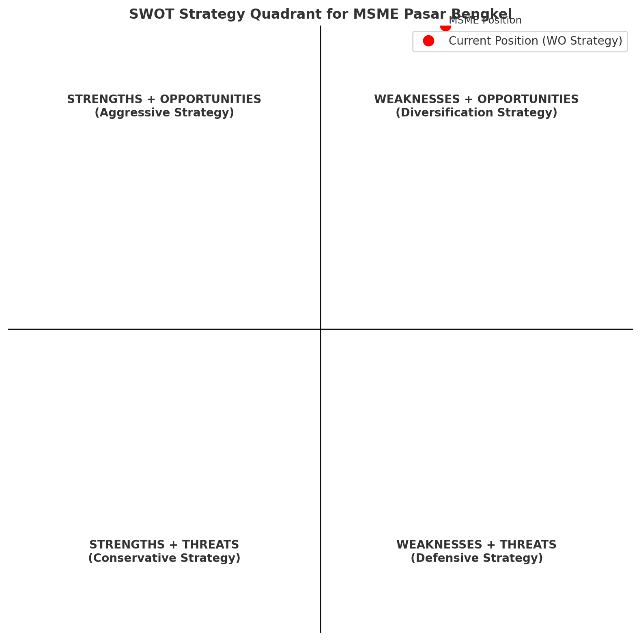 SWOT Strategy Quadrant for MSME Pasar Bengkel
MSME Position
Current Position (WO Strategy)
STRENGTHS + OPPORTUNITIES
(Aggressive Strategy)
WEAKNESSES + OPPORTUNITIES
(Diversification Strategy)
STRENGTHS + THREATS
(Conservative Strategy)
WEAKNESSES + THREATS
(Defensive Strategy)